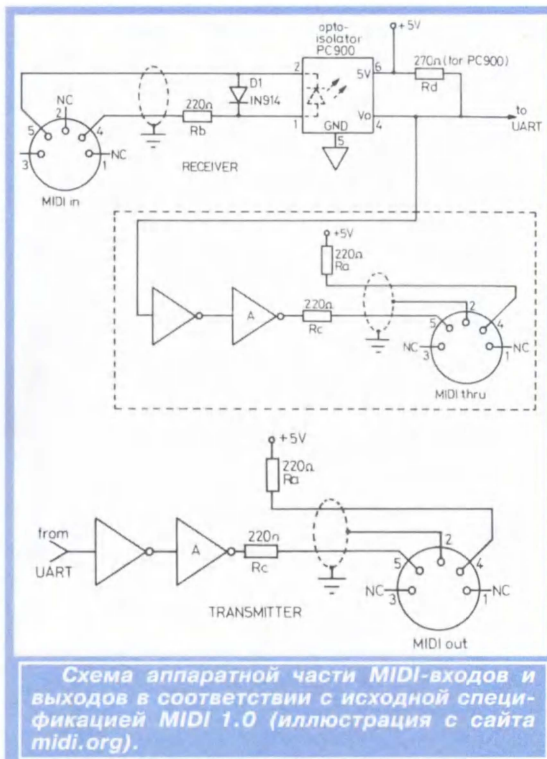 opto-
isolator
PC900
+5V
NC
2
5
4
3
1
NC
MIDI in
220Ω
Rb
D1
IN914
RECEIVER
2
1
5V
6
Vo
4
GND
5
270Ω (for PC900)
Rd
to
UART
+5V
220Ω
Ra
A
220Ω
Rc
2
5
4
NC
3
1
NC
MIDI thru
+5V
220Ω
Ra
from
UART
A
220Ω
Rc
2
5
4
NC
3
1
NC
TRANSMITTER
MIDI out
Схема аппаратной части MIDI-входов и
выходов в соответствии с исходной специ-
фикацией MIDI 1.0 (иллюстрация с сайта
midi.org).